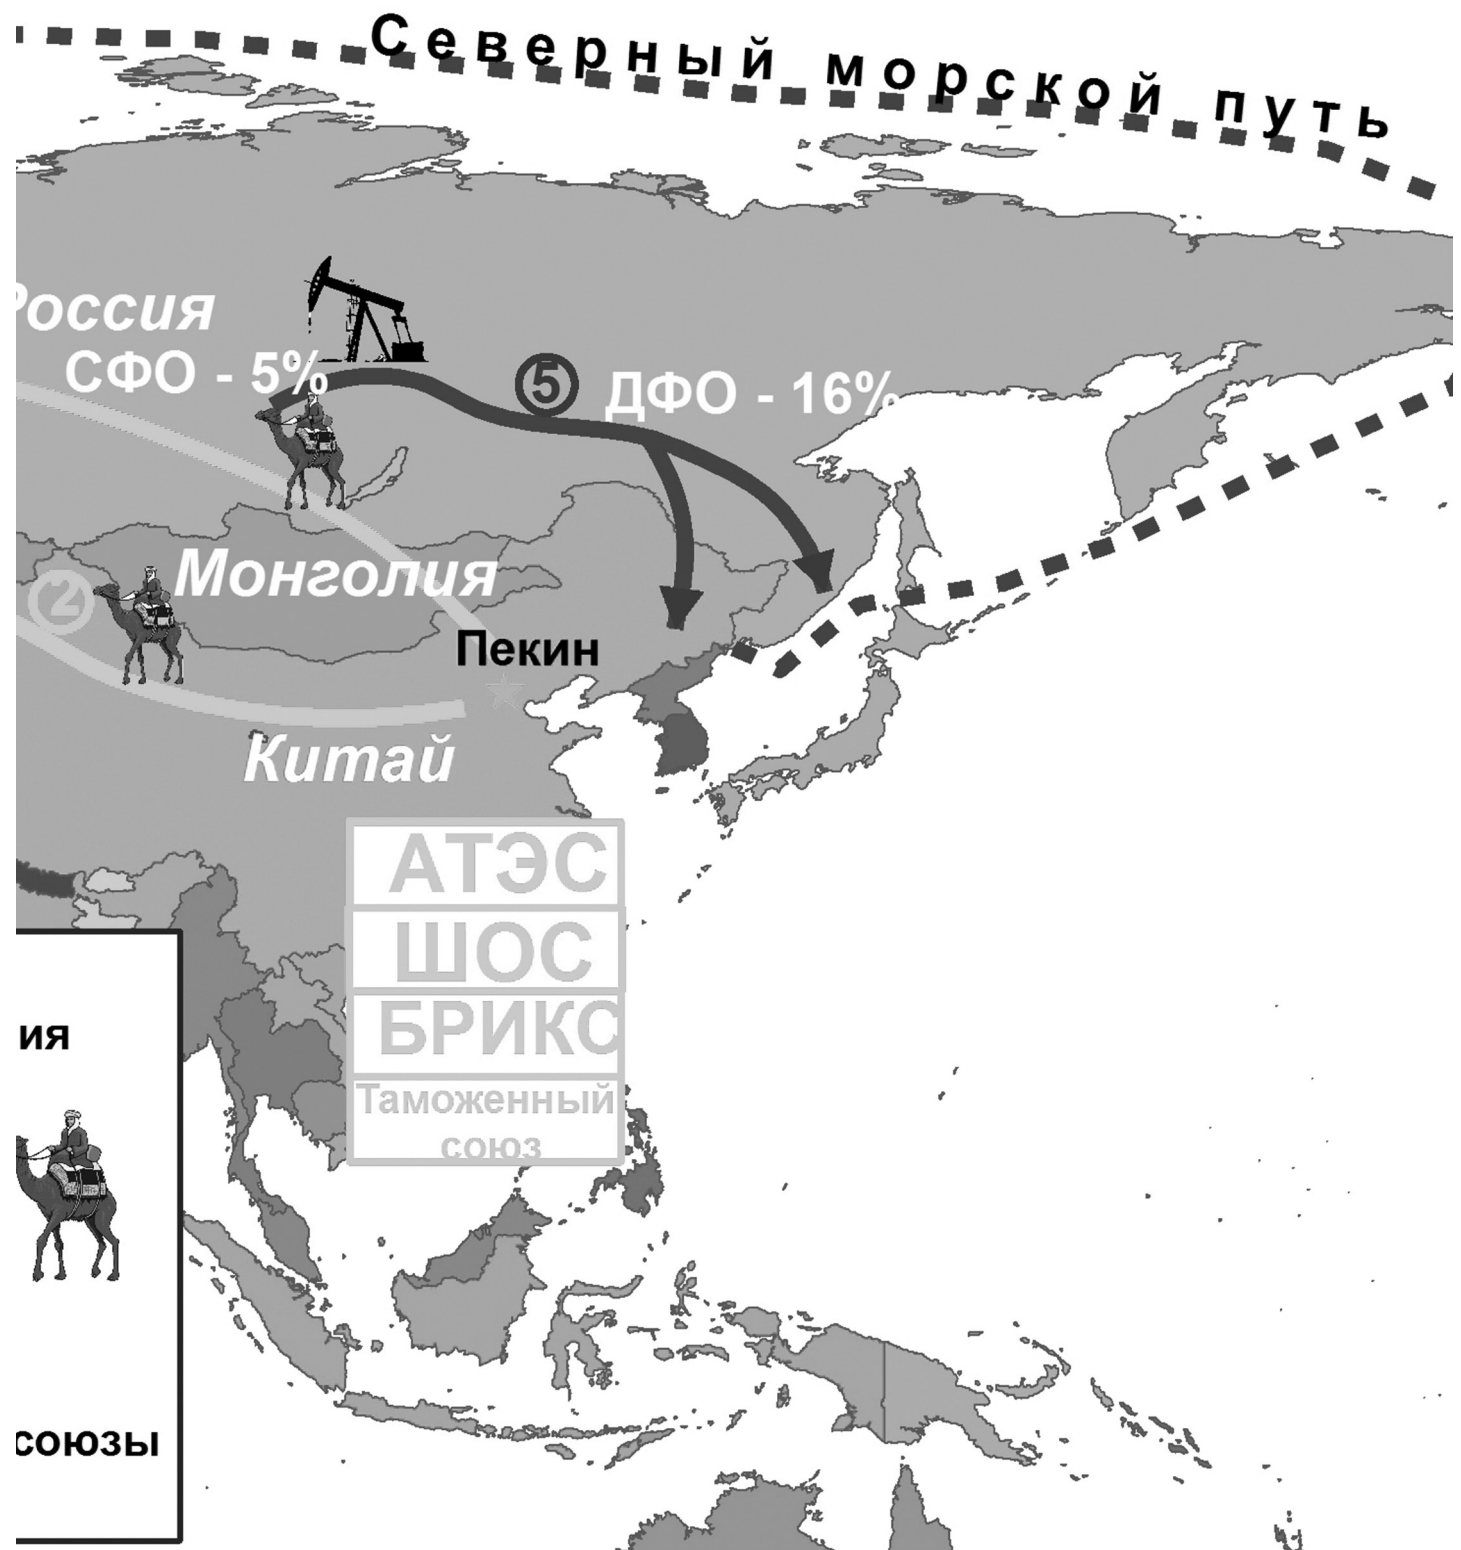 Северный морской путь
Россия
СФО - 5%
5
ДФО - 16%
Монголия
2
Пекин
Китай
АТЭС
ШОС
БРИКС
Таможенный
союз
ия
союзы